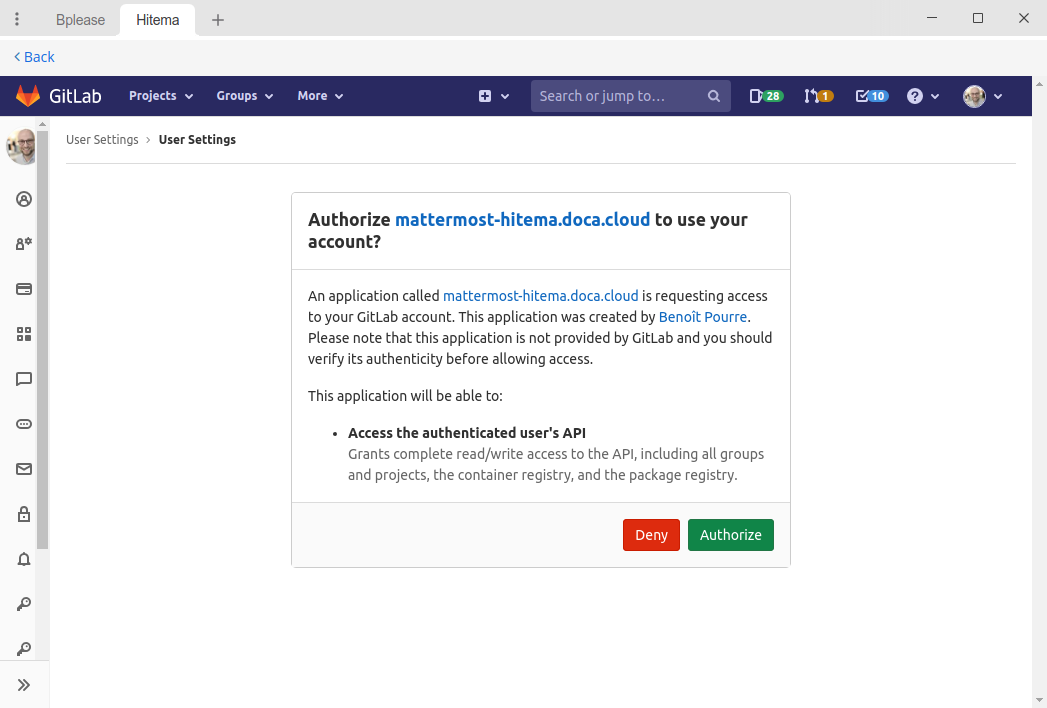 Bplease
Hitema
Back
GitLab
Projects
Groups
More
Search or jump to...
28
1
10
User Settings › User Settings
Authorize mattermost-hitema.doca.cloud to use your
account?
An application called mattermost-hitema.doca.cloud is requesting access
to your GitLab account. This application was created by Benoît Pourre.
Please note that this application is not provided by GitLab and you should
verify its authenticity before allowing access.
This application will be able to:
• Access the authenticated user's API
Grants complete read/write access to the API, including all groups
and projects, the container registry, and the package registry.
Deny
Authorize